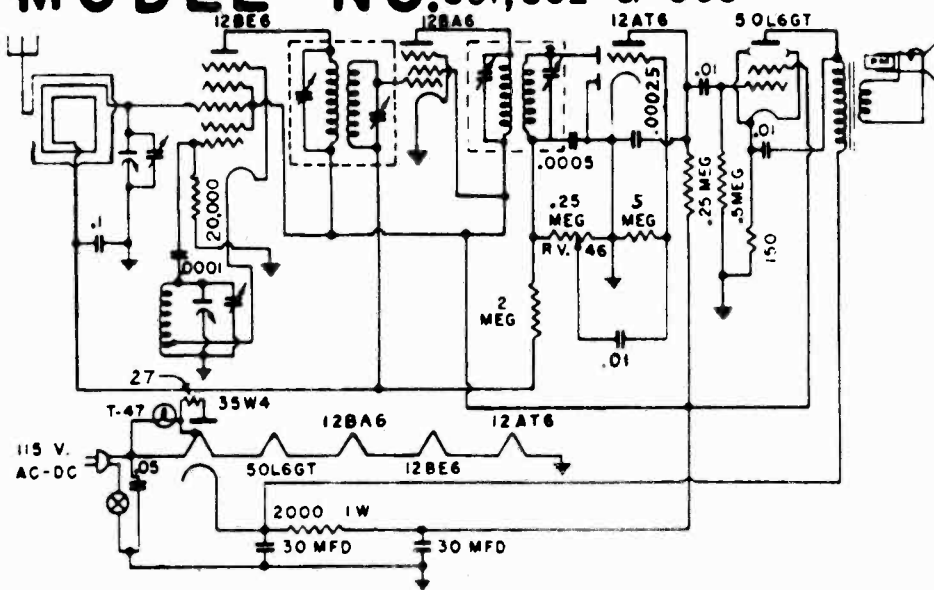 MODEL NO.
12BE6 12BA6 12AT6 50L6GT
PM
.01
.00025
.01
.0005
.1
20,000
.0001
.25 MEG
.5 MEG
.25 MEG
5 MEG
150
R V. 46
2 MEG
.01
27
35W4
T-47
12BA6 12AT6
115 V.
AC-DC
.05
50L6GT 12BE6
2000 1W
30 MFD 30 MFD